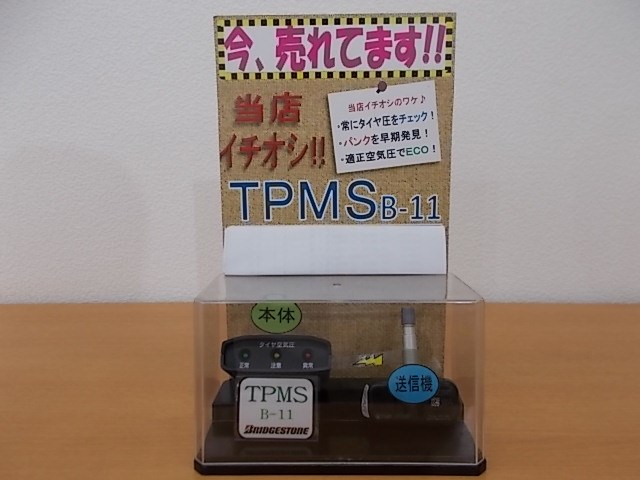 今、売れてます!!
当店
イチオシ!!
当店イチオシのワケ♪
・常にタイヤ圧をチェック!
・パンクを早期発見!
・適正空気圧でECO!
TPMS B-11
本体
タイヤ空気圧
正常 注意 異常
送信機
TPMS
B-11
BRIDGESTONE